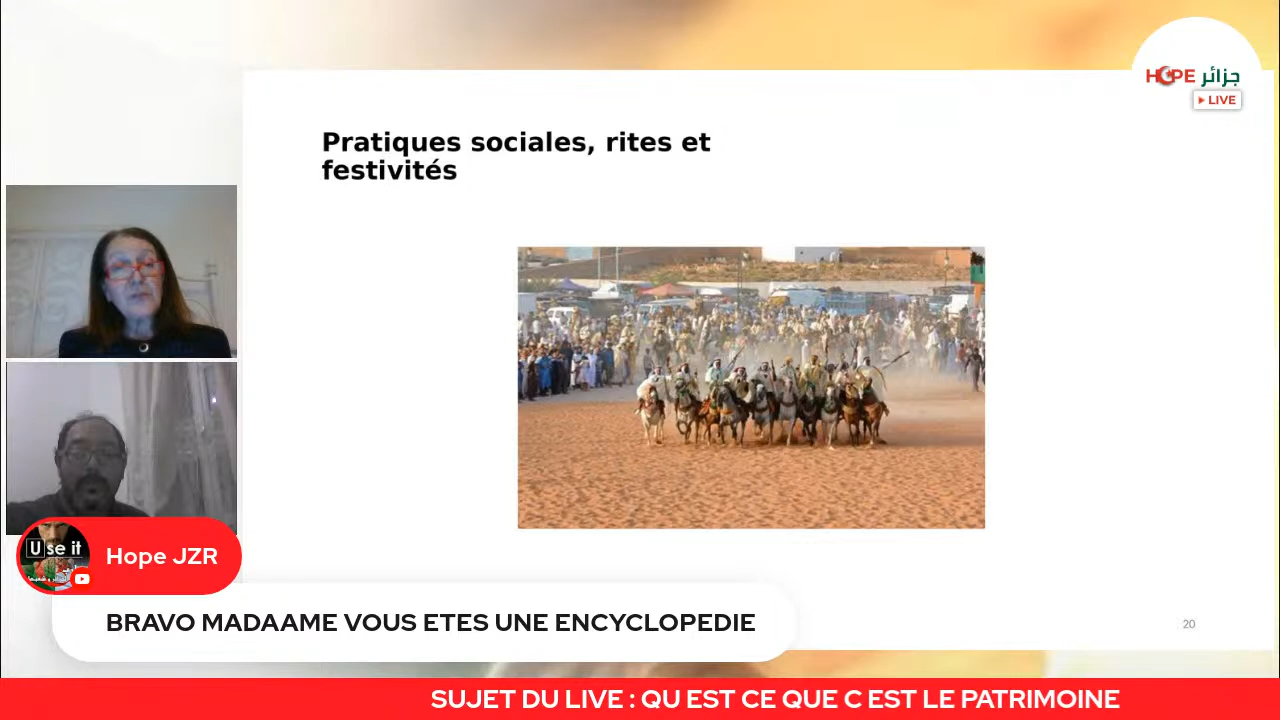 HOPE جزائر
LIVE
Pratiques sociales, rites et
festivités
Use it
Hope JZR
BRAVO MADAAME VOUS ETES UNE ENCYCLOPEDIE
20
SUJET DU LIVE : QU EST CE QUE C EST LE PATRIMOINE